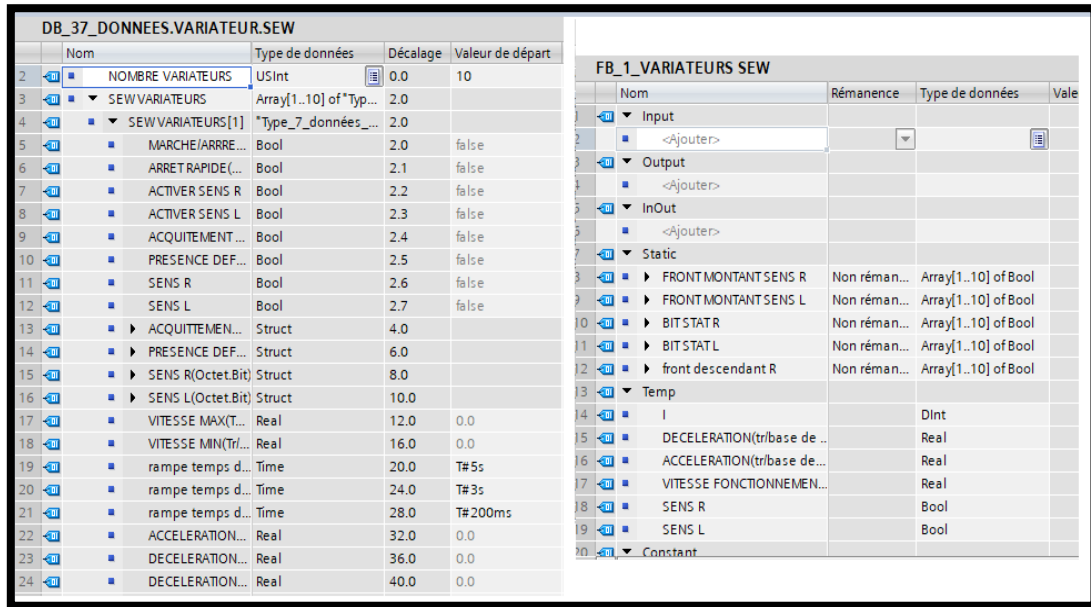 DB_37_DONNEES.VARIATEUR.SEW
Nom Type de données Décalage Valeur de départ
2 NOMBRE VARIATEURS USInt 0.0 10
3 SEW VARIATEURS Array[1..10] of "Typ... 2.0
4 SEW VARIATEURS[1] "Type_7_données_... 2.0
5 MARCHE/ARRRE... Bool 2.0 false
6 ARRET RAPIDE(... Bool 2.1 false
7 ACTIVER SENS R Bool 2.2 false
8 ACTIVER SENS L Bool 2.3 false
9 ACQUITEMENT ... Bool 2.4 false
10 PRESENCE DEF... Bool 2.5 false
11 SENS R Bool 2.6 false
12 SENS L Bool 2.7 false
13 ACQUITTEMEN... Struct 4.0
14 PRESENCE DEF... Struct 6.0
15 SENS R(Octet.Bit) Struct 8.0
16 SENS L(Octet.Bit) Struct 10.0
17 VITESSE MAX(T... Real 12.0 0.0
18 VITESSE MIN(Tr/... Real 16.0 0.0
19 rampe temps d... Time 20.0 T#5s
20 rampe temps d... Time 24.0 T#3s
21 rampe temps d... Time 28.0 T#200ms
22 ACCELERATION... Real 32.0 0.0
23 DECELERATION... Real 36.0 0.0
24 DECELERATION... Real 40.0 0.0
FB_1_VARIATEURS SEW
Nom Rémanence Type de données Vale
Input
<Ajouter>
Output
<Ajouter>
InOut
<Ajouter>
Static
FRONT MONTANT SENS R Non réman... Array[1..10] of Bool
FRONT MONTANT SENS L Non réman... Array[1..10] of Bool
10 BIT STAT R Non réman... Array[1..10] of Bool
11 BIT STAT L Non réman... Array[1..10] of Bool
12 front descendant R Non réman... Array[1..10] of Bool
13 Temp
14 I DInt
15 DECELERATION(tr/base de .. Real
16 ACCELERATION(tr/base de... Real
17 VITESSE FONCTIONNEMEN... Real
18 SENS R Bool
19 SENS L Bool
20 Constant